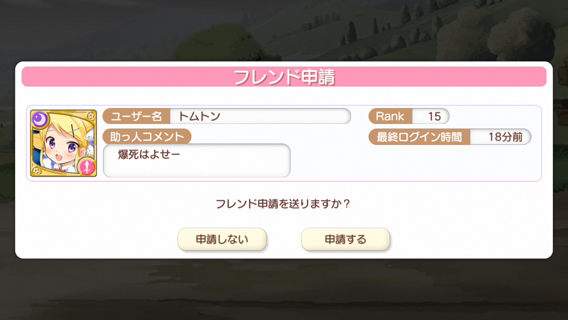 フレンド申請
ユーザー名 トムトン Rank 15
助っ人コメント 最終ログイン時間 18分前
爆死はよせー
フレンド申請を送りますか？
申請しない 申請する